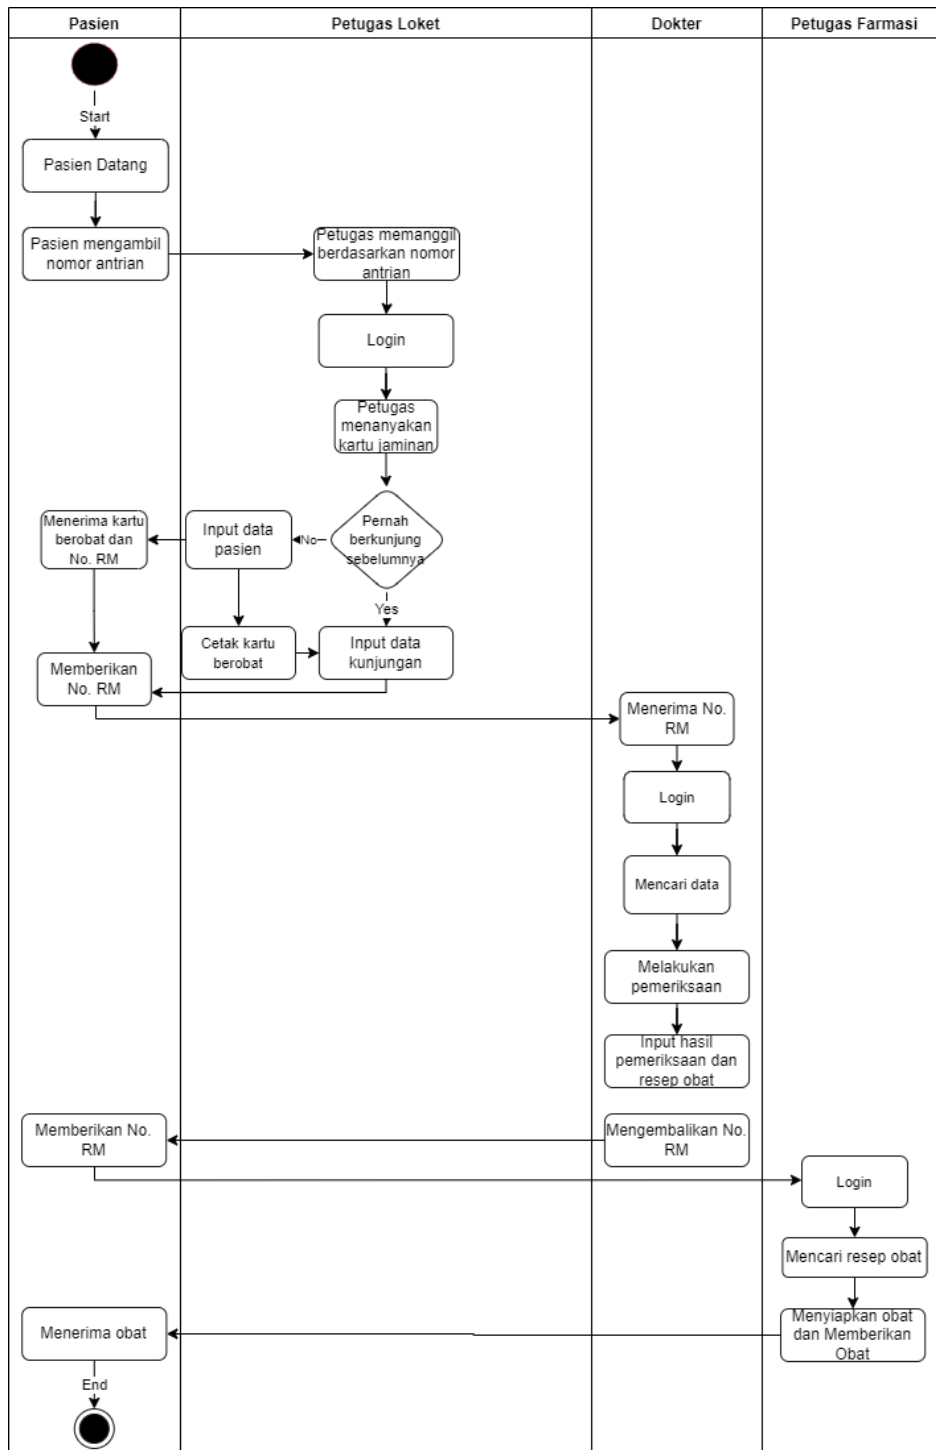 Pasien
Petugas Loket
Dokter
Petugas Farmasi
Start
Pasien Datang
Pasien mengambil
nomor antrian
Petugas memanggil
berdasarkan nomor
antrian
Login
Petugas
menanyakan
kartu jaminan
Pernah
berkunjung
sebelumnya
No
Input data
pasien
Menerima kartu
berobat dan
No. RM
Yes
Cetak kartu
berobat
Input data
kunjungan
Memberikan
No. RM
Menerima No.
RM
Login
Mencari data
Melakukan
pemeriksaan
Input hasil
pemeriksaan dan
resep obat
Mengembalikan No.
RM
Memberikan No.
RM
Login
Mencari resep obat
Menyiapkan obat
dan Memberikan
Obat
Menerima obat
End